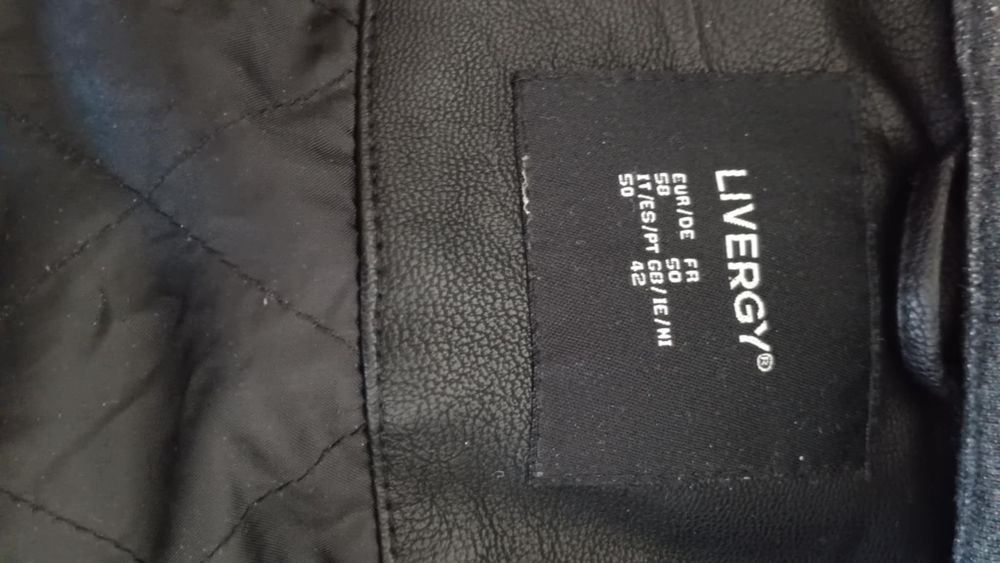 LIVERGY®
EUR/DE FR
58 50
IT/ES/PT GB/IE/NI
50 42